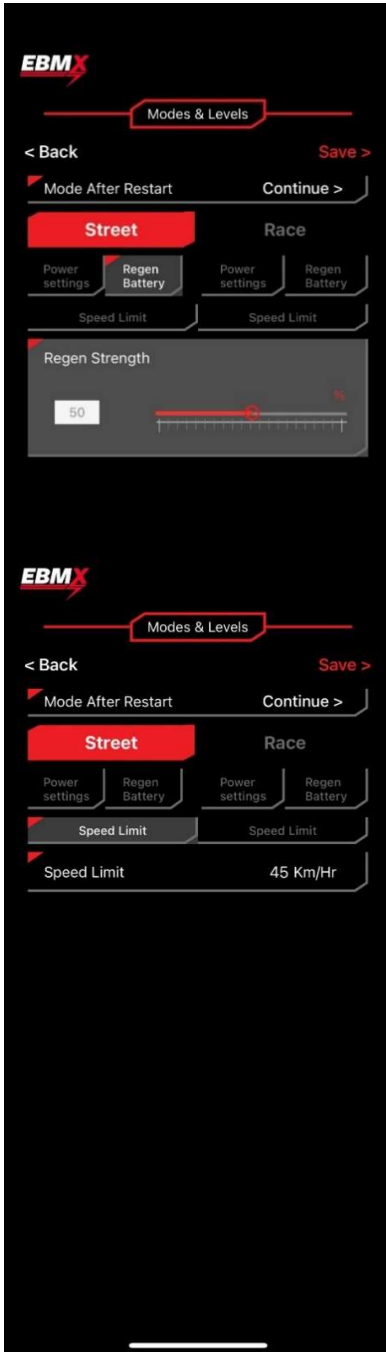 EBMX
Modes & Levels
< Back Save >
Mode After Restart Continue >
Street Race
Power settings Regen Battery Power settings Regen Battery
Speed Limit Speed Limit
Regen Strength
%
50
EBMX
Modes & Levels
< Back Save >
Mode After Restart Continue >
Street Race
Power settings Regen Battery Power settings Regen Battery
Speed Limit Speed Limit
Speed Limit 45 Km/Hr